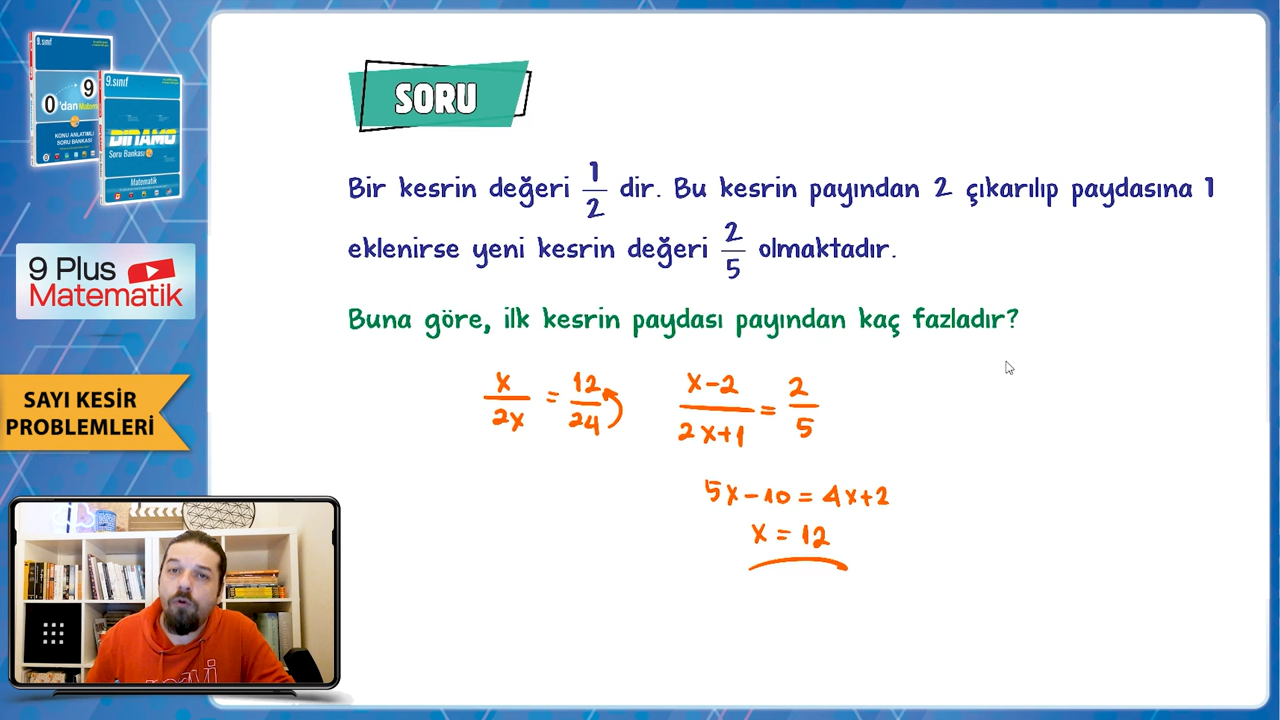 9.sınıf
0'dan
9
KONU ANLATIMLI
SORU BANKASI
9.sınıf
DİNAMO
Soru Bankası
Matematik
9 Plus
Matematik
SAYI KESİR
PROBLEMLERİ
SORU
Bir kesrin değeri 1/2 dir. Bu kesrin payından 2 çıkarılıp paydasına 1
eklenirse yeni kesrin değeri 2/5 olmaktadır.
Buna göre, ilk kesrin paydası payından kaç fazladır?
x/2x = 12/24
x-2/2x+1 = 2/5
5x-10 = 4x+2
x = 12